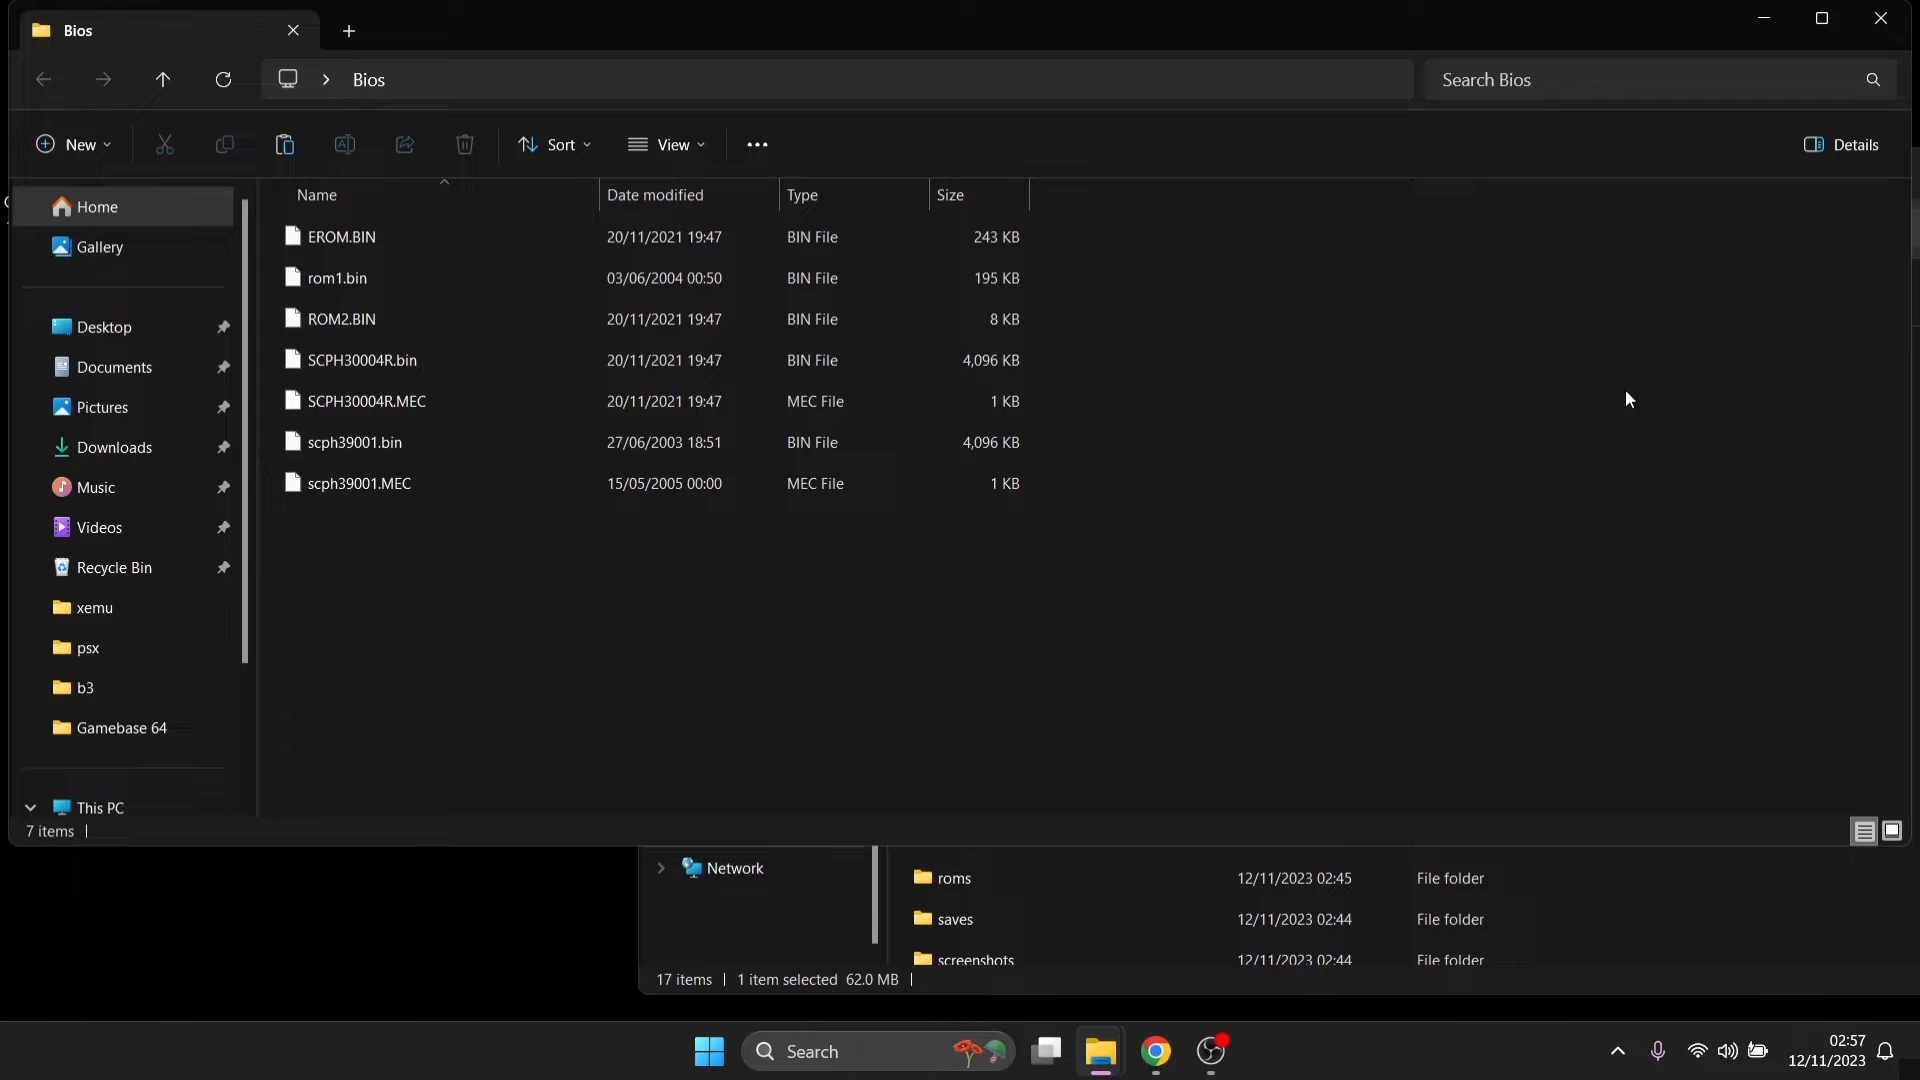 Bios
Bios
Search Bios
New
Sort
View
Details
Name Date modified Type Size
Home
Gallery
Desktop
Documents
Pictures
Downloads
Music
Videos
Recycle Bin
xemu
psx
b3
Gamebase 64
This PC
EROM.BIN 20/11/2021 19:47 BIN File 243 KB
rom1.bin 03/06/2004 00:50 BIN File 195 KB
ROM2.BIN 20/11/2021 19:47 BIN File 8 KB
SCPH30004R.bin 20/11/2021 19:47 BIN File 4,096 KB
SCPH30004R.MEC 20/11/2021 19:47 MEC File 1 KB
scph39001.bin 27/06/2003 18:51 BIN File 4,096 KB
scph39001.MEC 15/05/2005 00:00 MEC File 1 KB
7 items
Network
roms 12/11/2023 02:45 File folder
saves 12/11/2023 02:44 File folder
screenshots 12/11/2023 02:44 File folder
17 items 1 item selected 62.0 MB
Search
02:57
12/11/2023